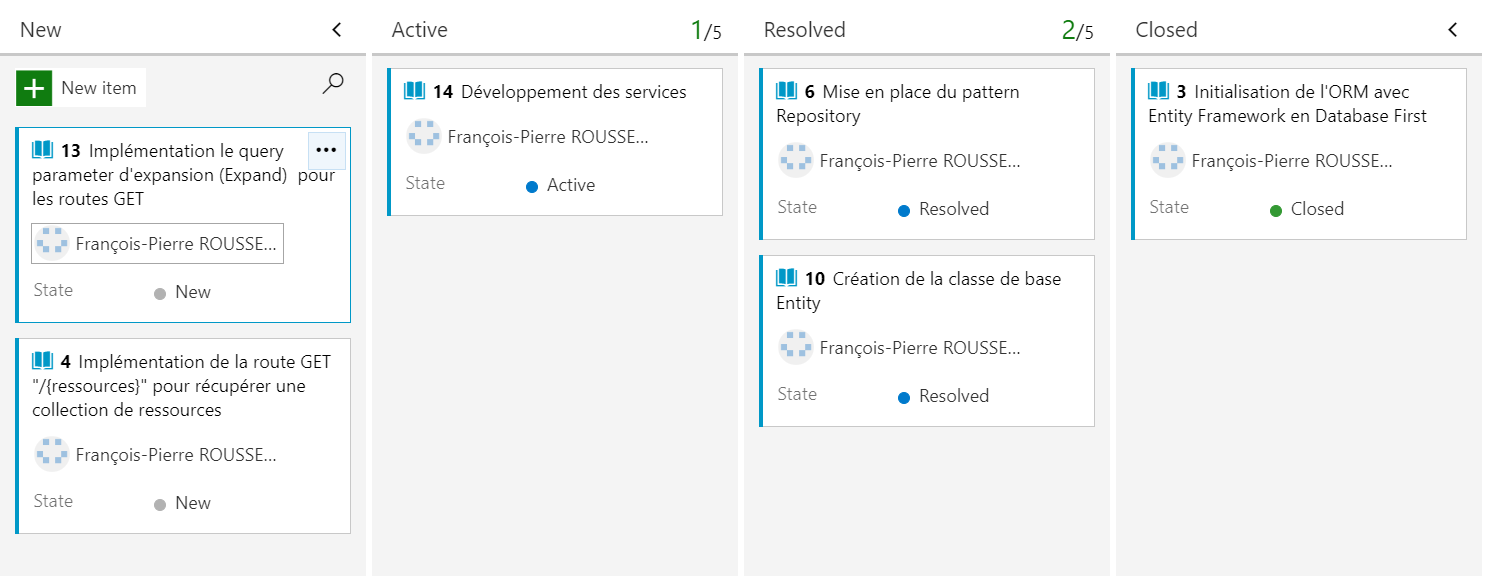 New
New item
13 Implémentation le query
parameter d'expansion (Expand) pour
les routes GET
François-Pierre ROUSSE...
State New
4 Implémentation de la route GET
"/{ressources}" pour récupérer une
collection de ressources
François-Pierre ROUSSE...
State New
Active 1/5
14 Développement des services
François-Pierre ROUSSE...
State Active
Resolved 2/5
6 Mise en place du pattern
Repository
François-Pierre ROUSSE...
State Resolved
10 Création de la classe de base
Entity
François-Pierre ROUSSE...
State Resolved
Closed
3 Initialisation de l'ORM avec
Entity Framework en Database First
François-Pierre ROUSSE...
State Closed